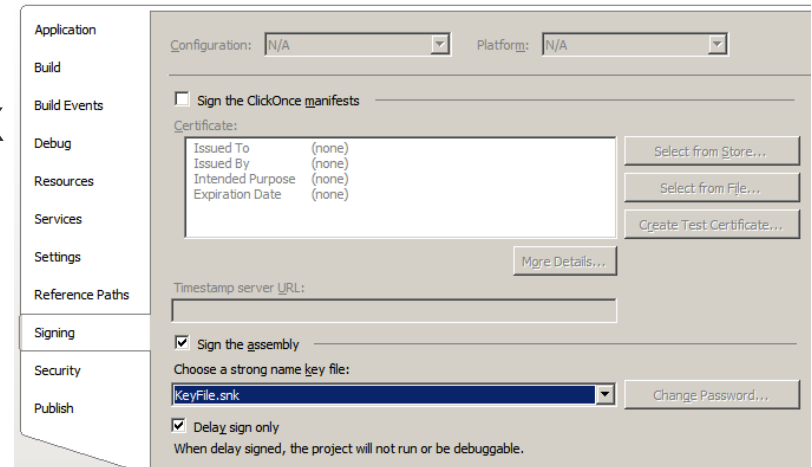 Application
Build
Build Events
Debug
Resources
Services
Settings
Reference Paths
Signing
Security
Publish
Configuration: N/A Platform: N/A
Sign the ClickOnce manifests
Certificate:
Issued To (none)
Issued By (none)
Intended Purpose (none)
Expiration Date (none)
Select from Store...
Select from File...
Create Test Certificate...
More Details...
Timestamp server URL:
Sign the assembly
Choose a strong name key file:
KeyFile.snk
Change Password...
Delay sign only
When delay signed, the project will not run or be debuggable.